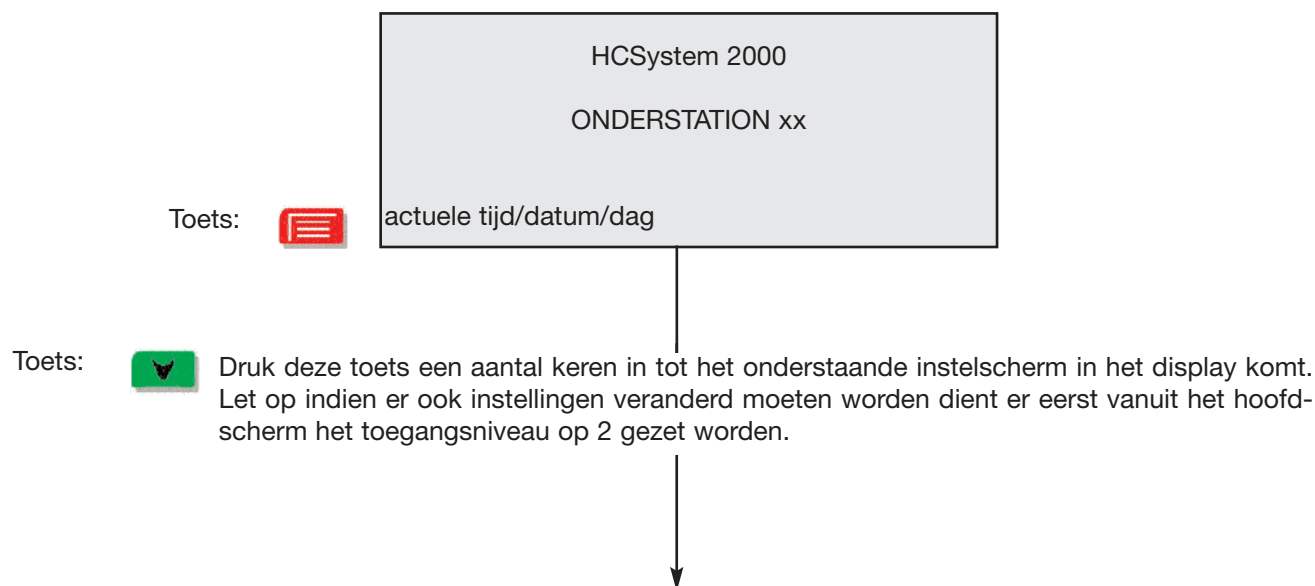 HCSystem 2000
ONDERSTATION xx
Toets:
actuele tijd/datum/dag
Toets:
Druk deze toets een aantal keren in tot het onderstaande instelscherm in het display komt.
Let op indien er ook instellingen veranderd moeten worden dient er eerst vanuit het hoofd-
scherm het toegangsniveau op 2 gezet worden.